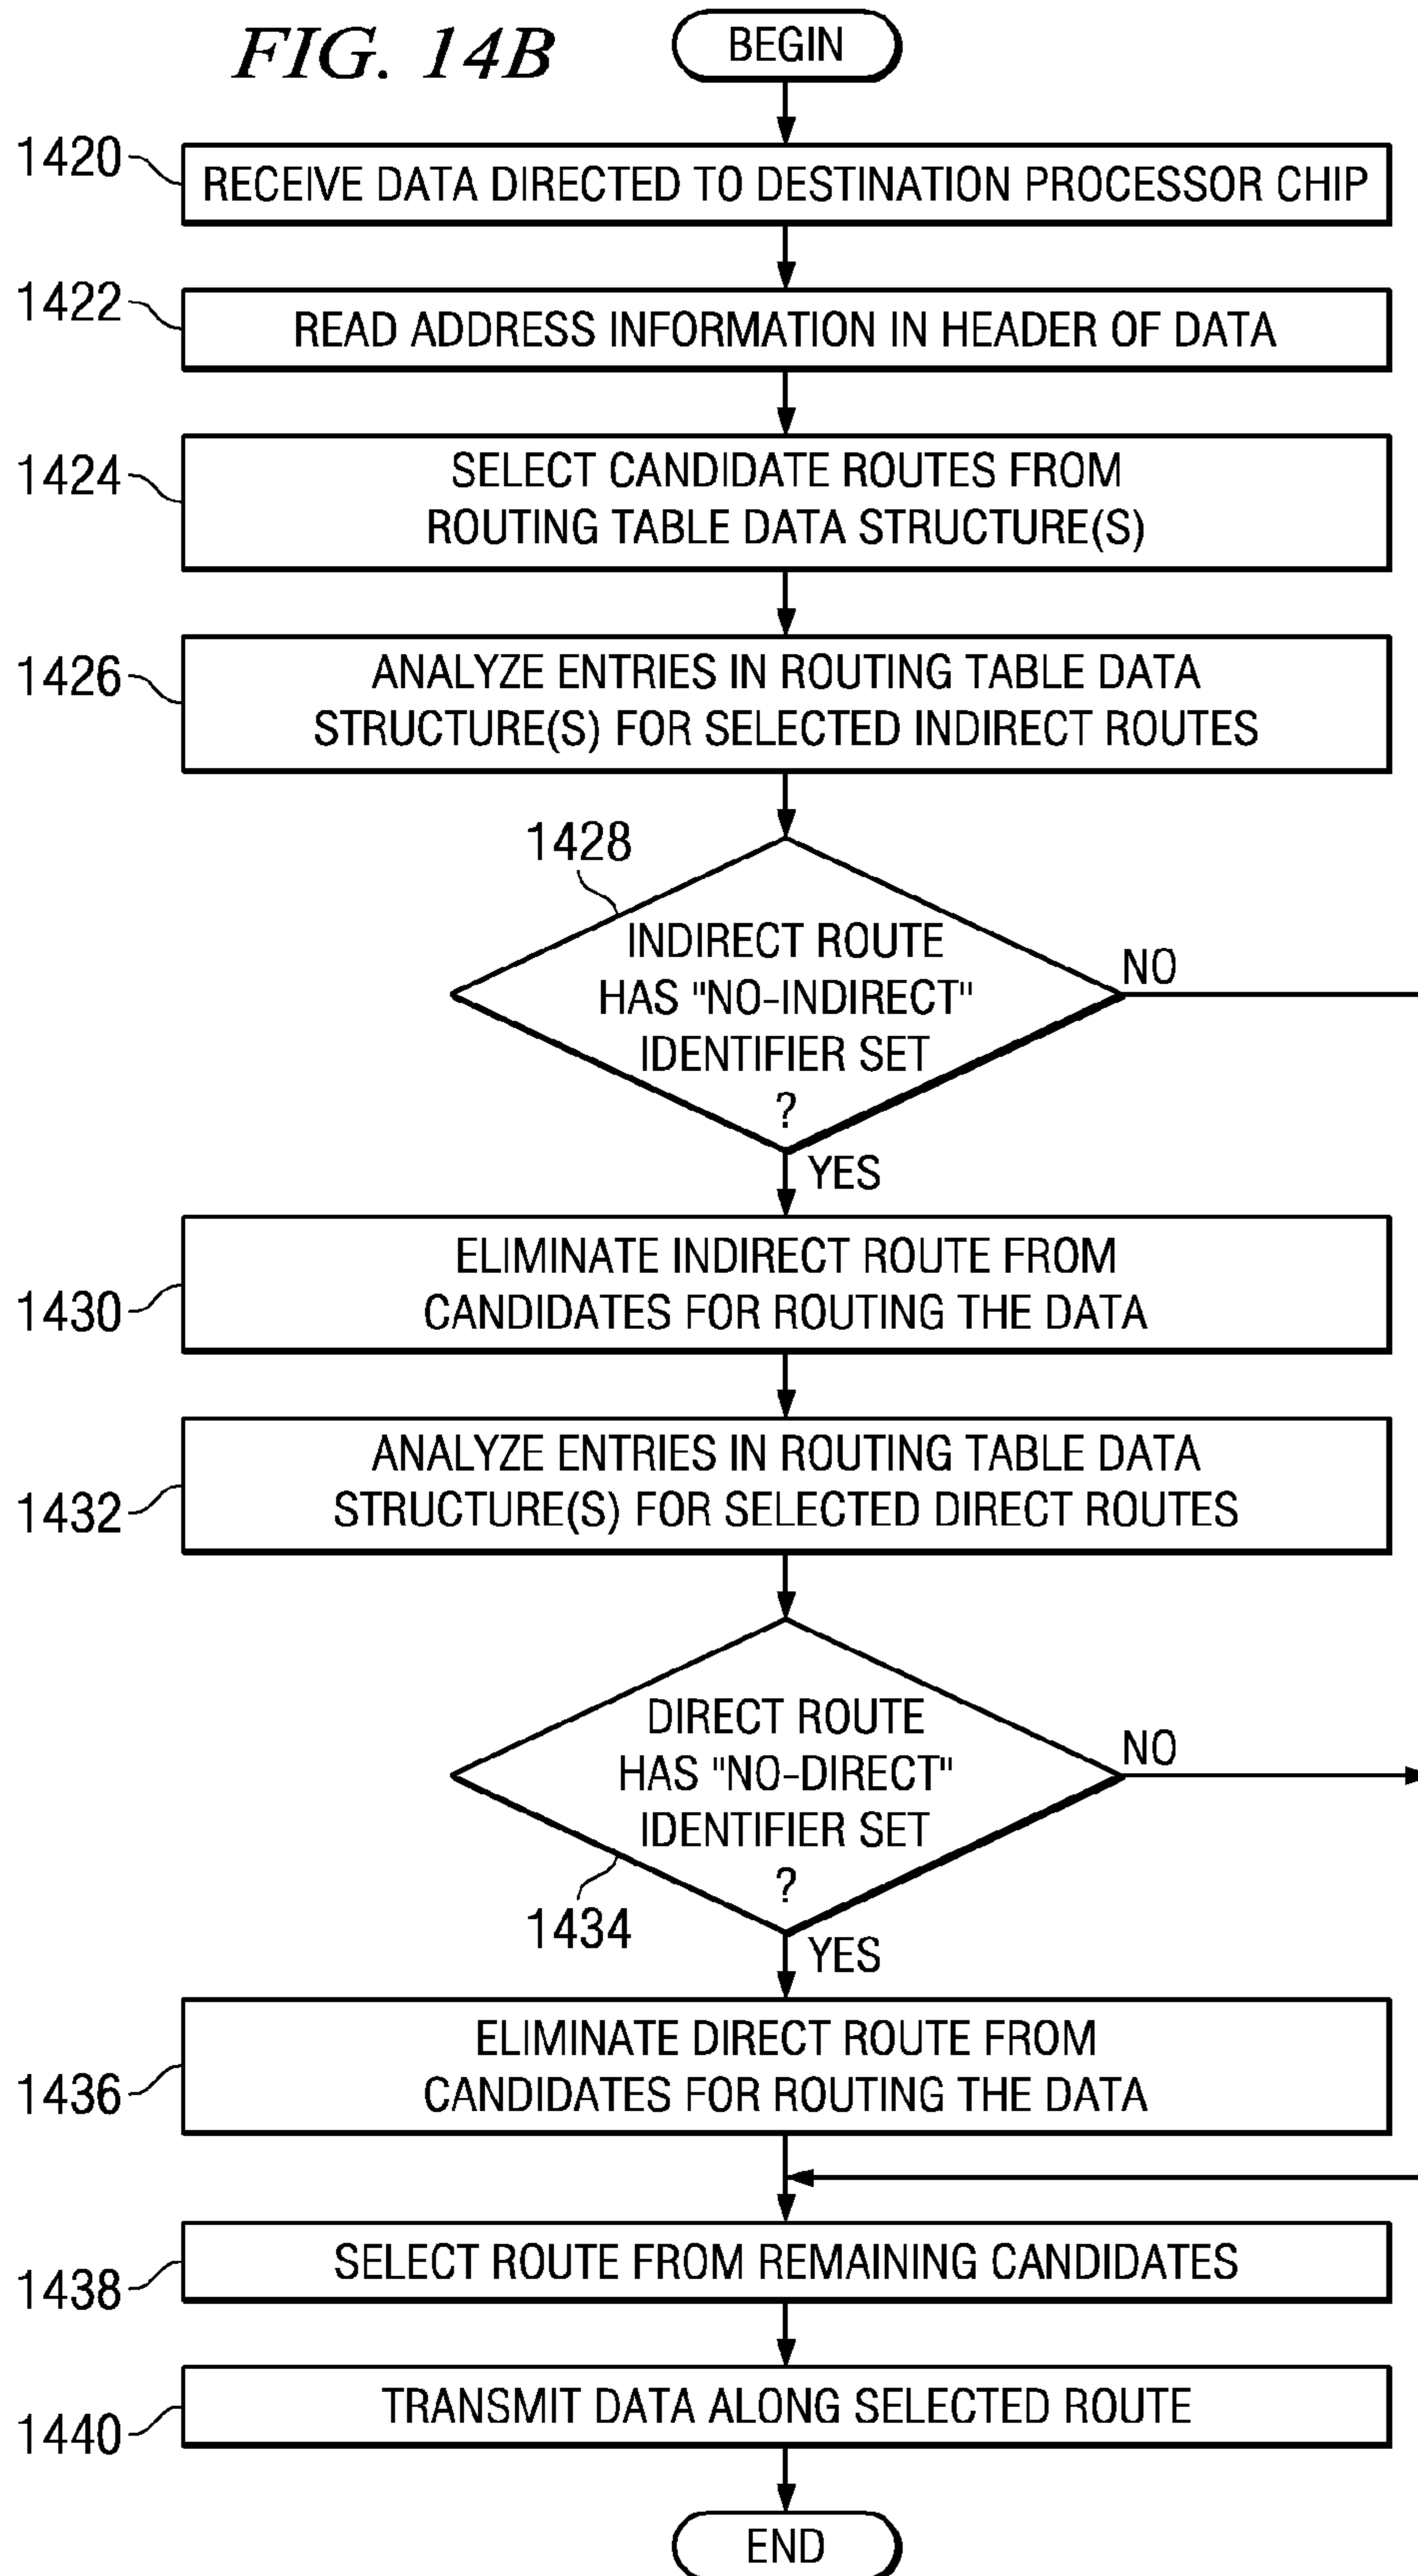 FIG. 14B
BEGIN
1420
RECEIVE DATA DIRECTED TO DESTINATION PROCESSOR CHIP
1422
READ ADDRESS INFORMATION IN HEADER OF DATA
1424
SELECT CANDIDATE ROUTES FROM
ROUTING TABLE DATA STRUCTURE(S)
1426
ANALYZE ENTRIES IN ROUTING TABLE DATA
STRUCTURE(S) FOR SELECTED INDIRECT ROUTES
1428
INDIRECT ROUTE
HAS "NO-INDIRECT"
IDENTIFIER SET
?
NO
YES
1430
ELIMINATE INDIRECT ROUTE FROM
CANDIDATES FOR ROUTING THE DATA
1432
ANALYZE ENTRIES IN ROUTING TABLE DATA
STRUCTURE(S) FOR SELECTED DIRECT ROUTES
DIRECT ROUTE
HAS "NO-DIRECT"
IDENTIFIER SET
?
NO
1434
YES
1436
ELIMINATE DIRECT ROUTE FROM
CANDIDATES FOR ROUTING THE DATA
1438
SELECT ROUTE FROM REMAINING CANDIDATES
1440
TRANSMIT DATA ALONG SELECTED ROUTE
END